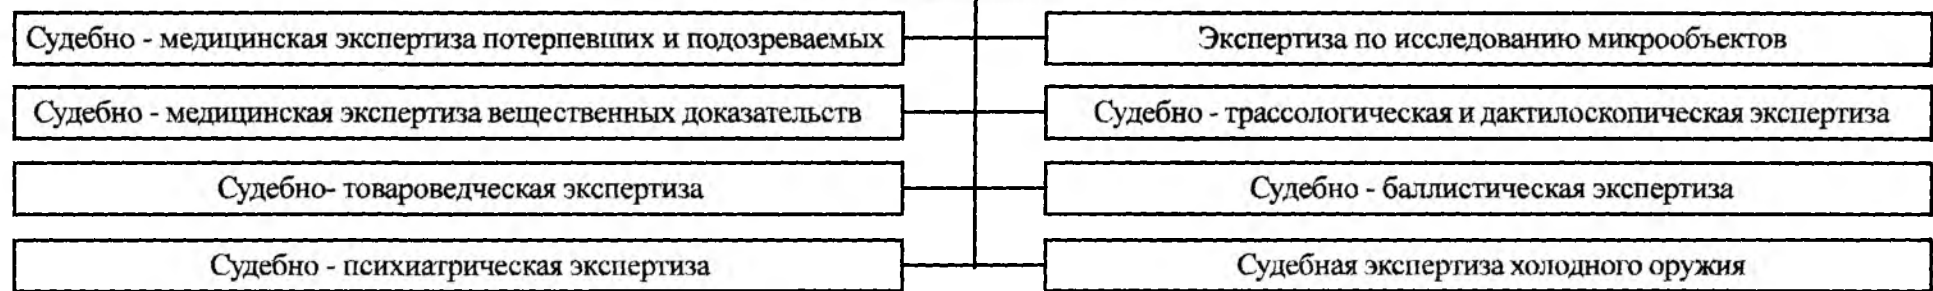 Судебно - медицинская экспертиза потерпевших и подозреваемых
Экспертиза по исследованию микрообъектов
Судебно - медицинская экспертиза вещественных доказательств
Судебно - трассологическая и дактилоскопическая экспертиза
Судебно- товароведческая экспертиза
Судебно - баллистическая экспертиза
Судебно - психиатрическая экспертиза
Судебная экспертиза холодного оружия